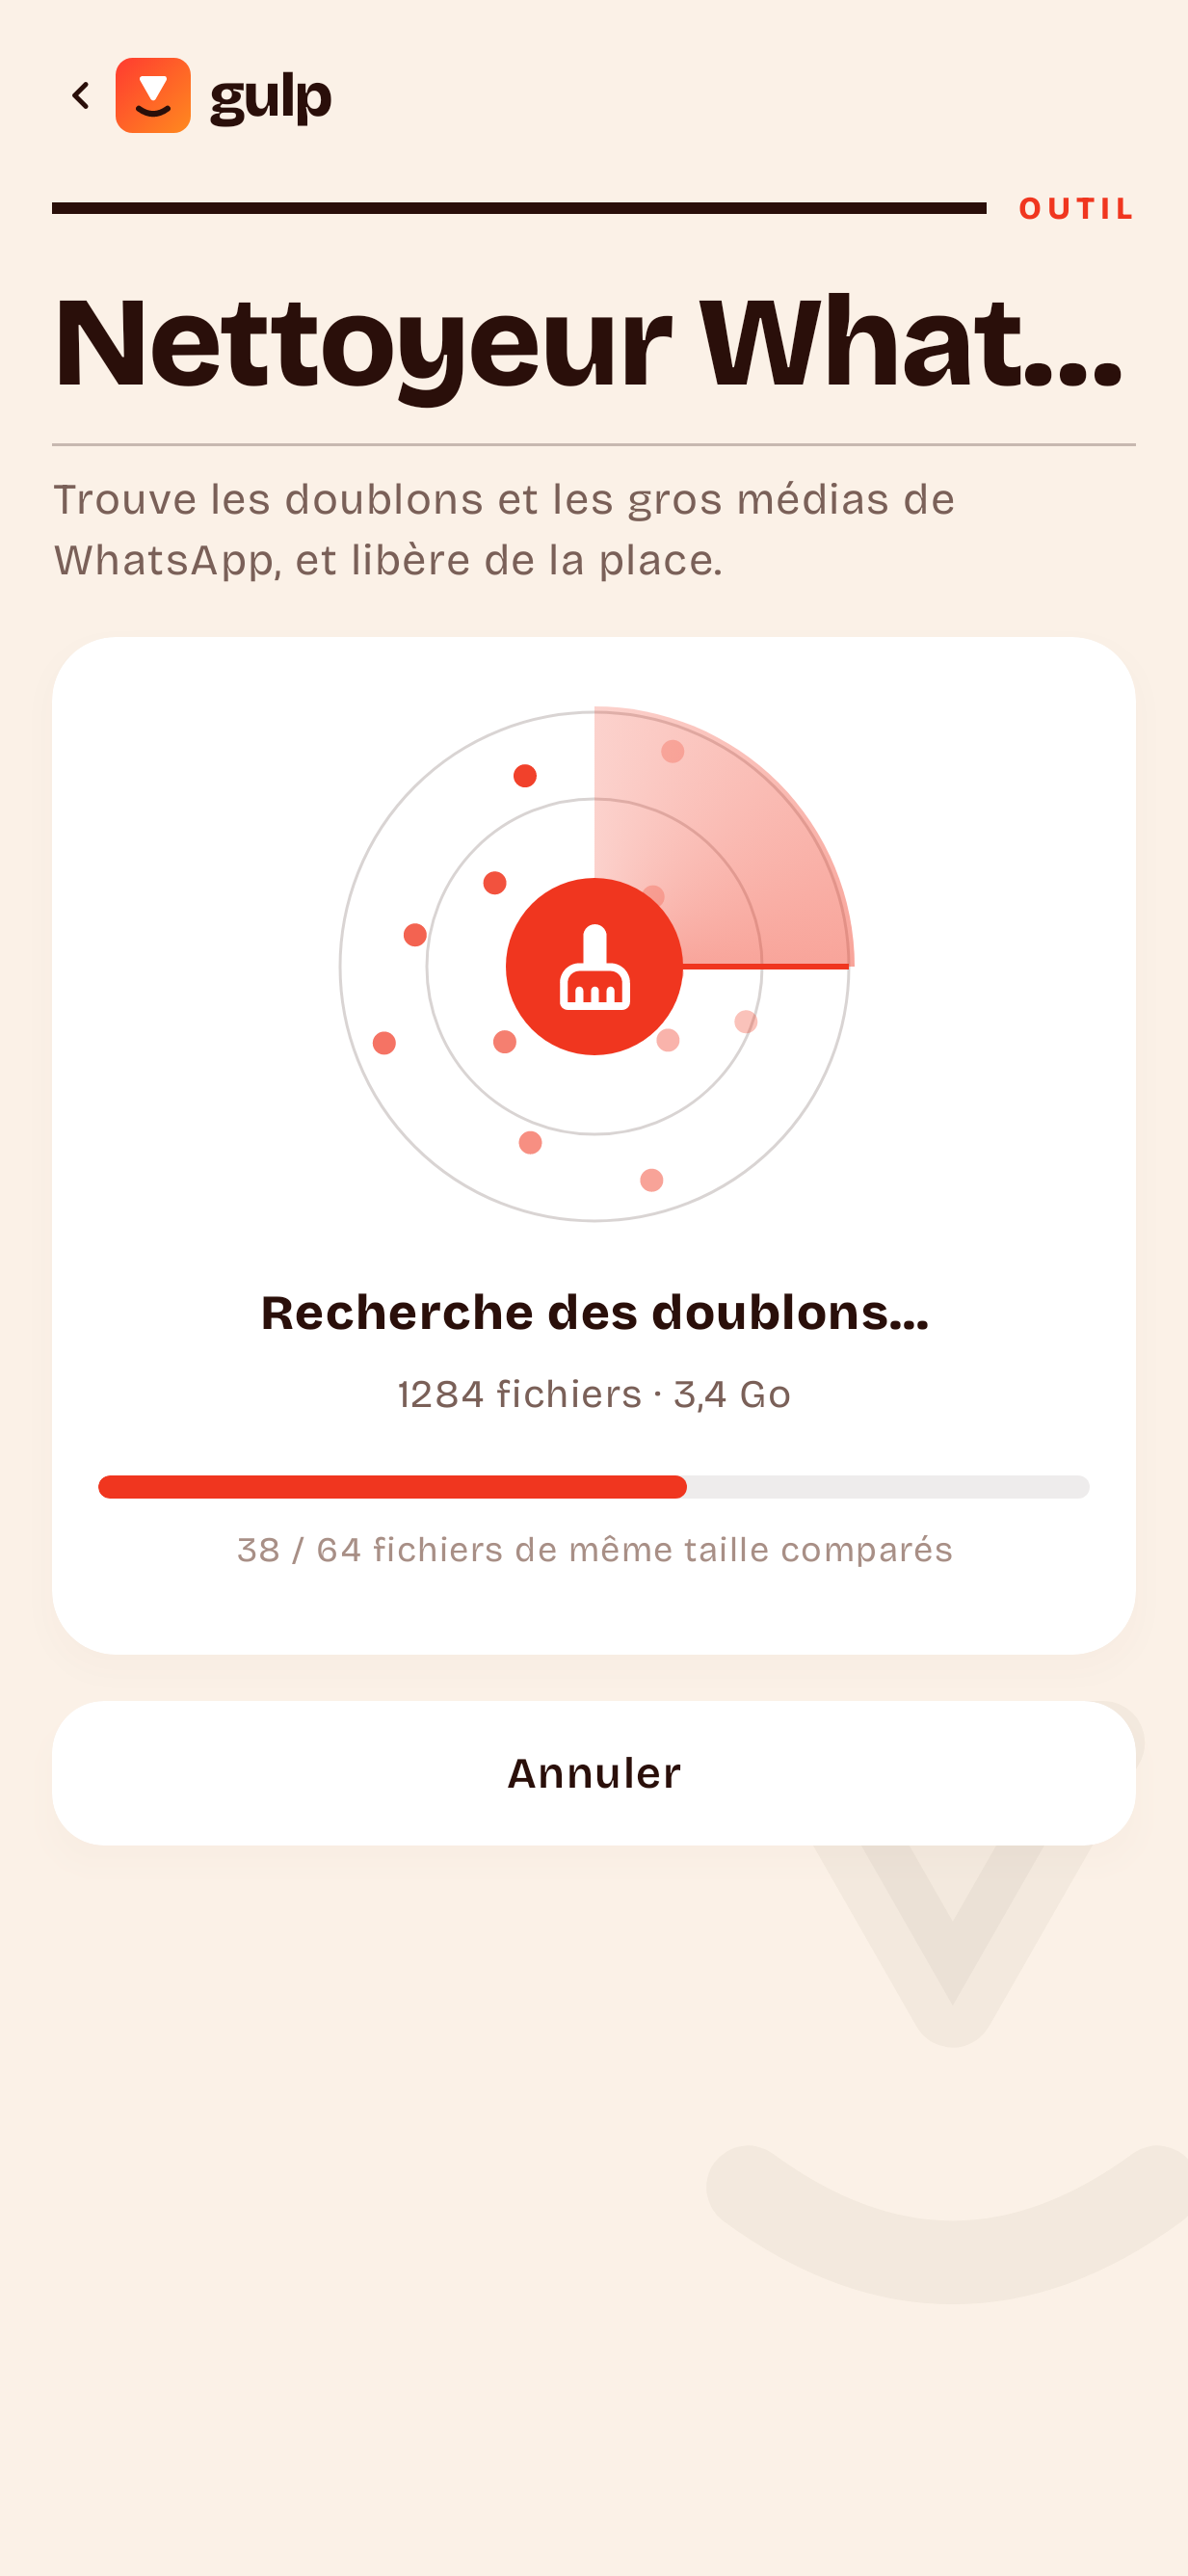 gulp
OUTIL
Nettoyeur What...
Trouve les doublons et les gros médias de
WhatsApp, et libère de la place.
Recherche des doublons...
1284 fichiers · 3,4 Go
38 / 64 fichiers de même taille comparés
Annuler